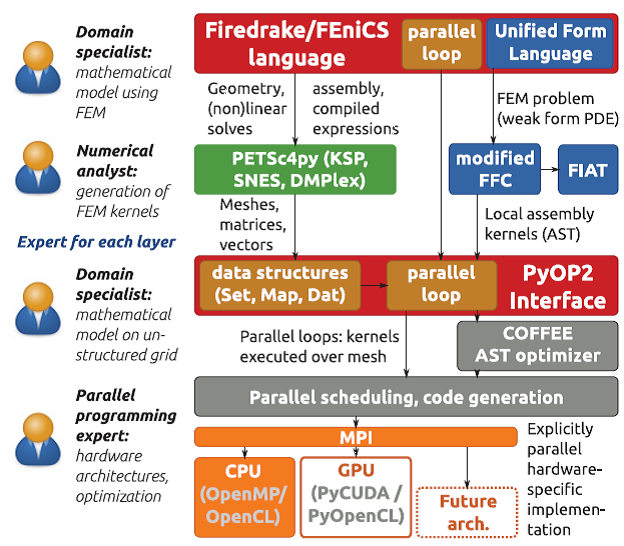 Domain
specialist:
mathematical
model using
FEM
Firedrake/FEniCS
language
parallel
loop
Unified Form
Language
Geometry,
(non)linear
solves
assembly,
compiled
expressions
FEM problem
(weak form PDE)
Numerical
analyst:
generation of
FEM kernels
PETSc4py (KSP,
SNES, DMPlex)
modified
FFC
FIAT
Meshes,
matrices,
vectors
Local assembly
kernels (AST)
Expert for each layer
Domain
specialist:
mathematical
model on un-
structured grid
data structures
(Set, Map, Dat)
parallel
loop
PyOP2
Interface
Parallel loops: kernels
executed over mesh
COFFEE
AST optimizer
Parallel
programming
expert:
hardware
architectures,
optimization
Parallel scheduling, code generation
MPI
CPU
(OpenMP/
OpenCL)
GPU
(PyCUDA /
PyOpenCL)
Future
arch.
Explicitly
parallel
hardware-
specific
implemen-
tation